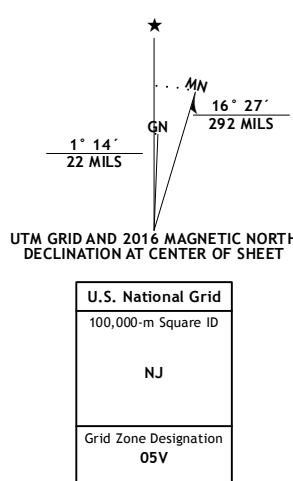 ★
MN
16° 27´
292 MILS
GN
1° 14´
22 MILS
UTM GRID AND 2016 MAGNETIC NORTH
DECLINATION AT CENTER OF SHEET
U.S. National Grid
100,000-m Square ID
NJ
Grid Zone Designation
05V